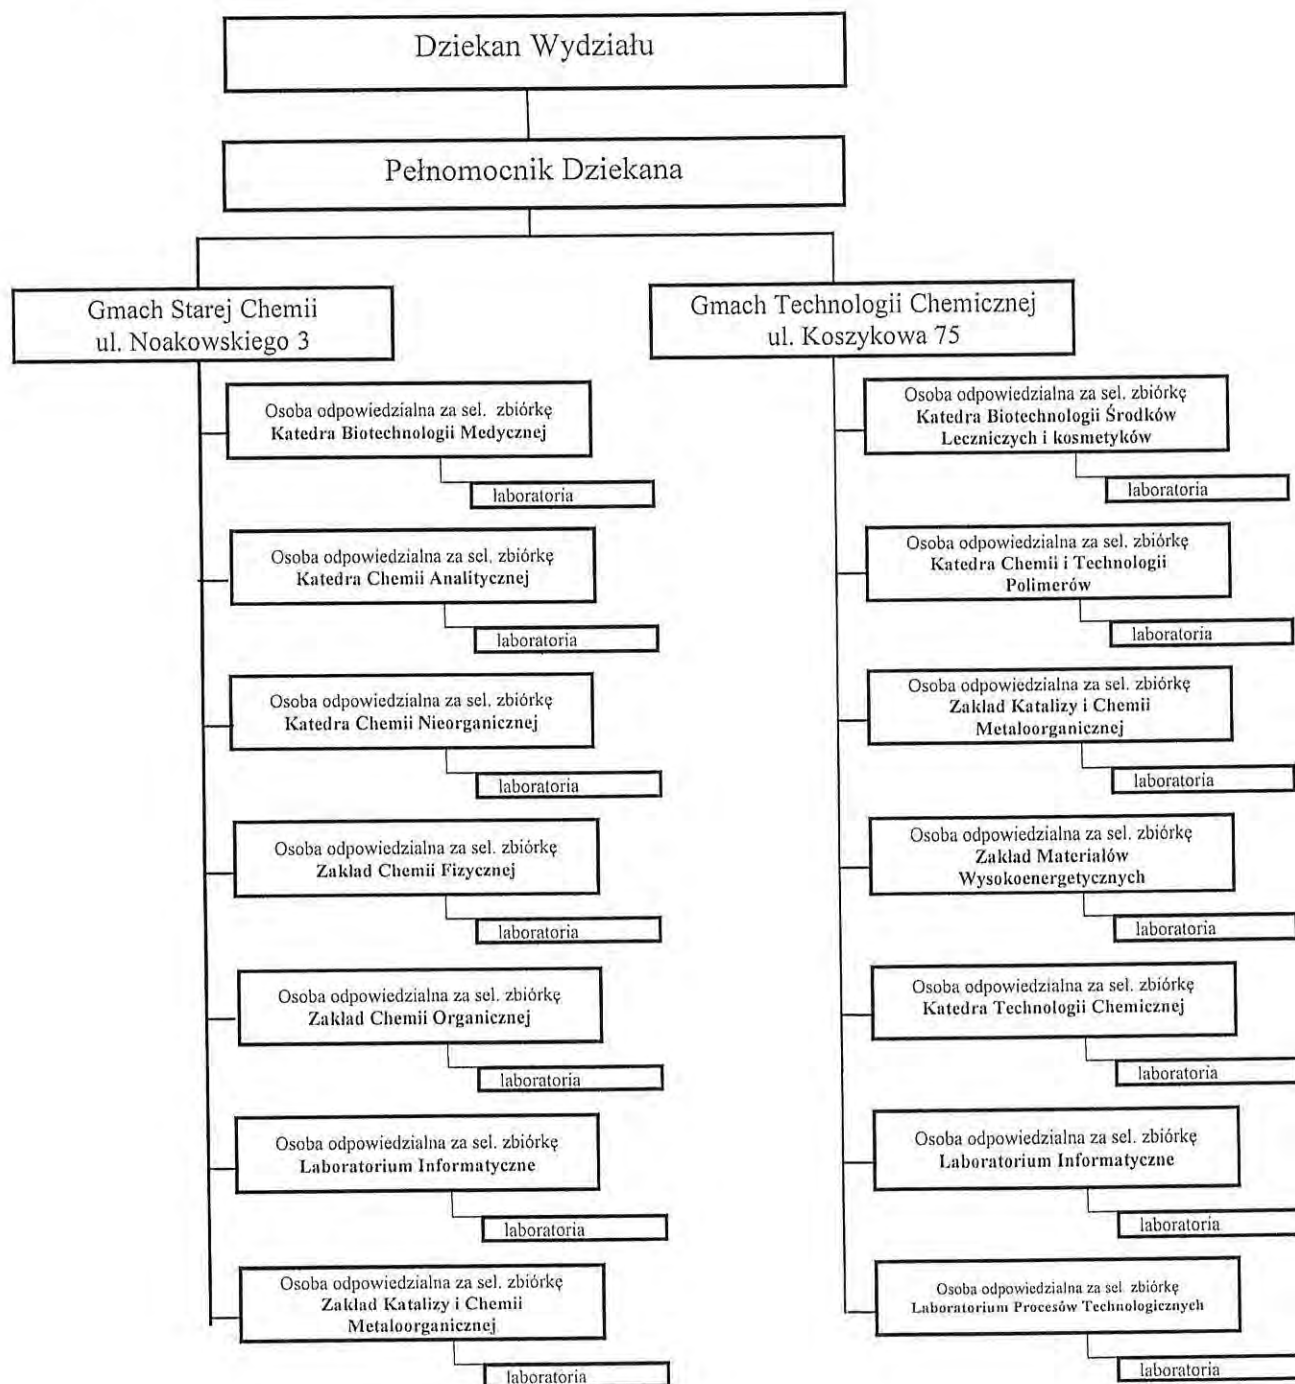 Dziekan Wydziału
Pełnomocnik Dziekana
Gmach Starej Chemii
ul. Noakowskiego 3
Osoba odpowiedzialna za sel. zbiórkę
Katedra Biotechnologii Medycznej
laboratoria
Osoba odpowiedzialna za sel. zbiórkę
Katedra Chemii Analitycznej
laboratoria
Osoba odpowiedzialna za sel. zbiórkę
Katedra Chemii Nieorganicznej
laboratoria
Osoba odpowiedzialna za sel. zbiórkę
Zakład Chemii Fizycznej
laboratoria
Osoba odpowiedzialna za sel. zbiórkę
Zakład Chemii Organicznej
laboratoria
Osoba odpowiedzialna za sel. zbiórkę
Laboratorium Informatyczne
laboratoria
Osoba odpowiedzialna za sel. zbiórkę
Zakład Katalizy i Chemii
Metaloorganicznej
laboratoria
Gmach Technologii Chemicznej
ul. Koszykowa 75
Osoba odpowiedzialna za sel. zbiórkę
Katedra Biotechnologii Środków
Leczniczych i kosmetyków
laboratoria
Osoba odpowiedzialna za sel. zbiórkę
Katedra Chemii i Technologii
Polimerów
laboratoria
Osoba odpowiedzialna za sel. zbiórkę
Zakład Katalizy i Chemii
Metaloorganicznej
laboratoria
Osoba odpowiedzialna za sel. zbiórkę
Zakład Materiałów
Wysokoenergetycznych
laboratoria
Osoba odpowiedzialna za sel. zbiórkę
Katedra Technologii Chemicznej
laboratoria
Osoba odpowiedzialna za sel. zbiórkę
Laboratorium Informatyczne
laboratoria
Osoba odpowiedzialna za sel. zbiórkę
Laboratorium Procesów Technologicznych
laboratoria